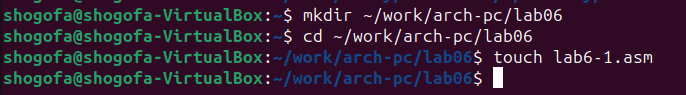 shogofa@shogofa-VirtualBox:~$ mkdir ~/work/arch-pc/lab06
shogofa@shogofa-VirtualBox:~$ cd ~/work/arch-pc/lab06
shogofa@shogofa-VirtualBox:~/work/arch-pc/lab06$ touch lab6-1.asm
shogofa@shogofa-VirtualBox:~/work/arch-pc/lab06$